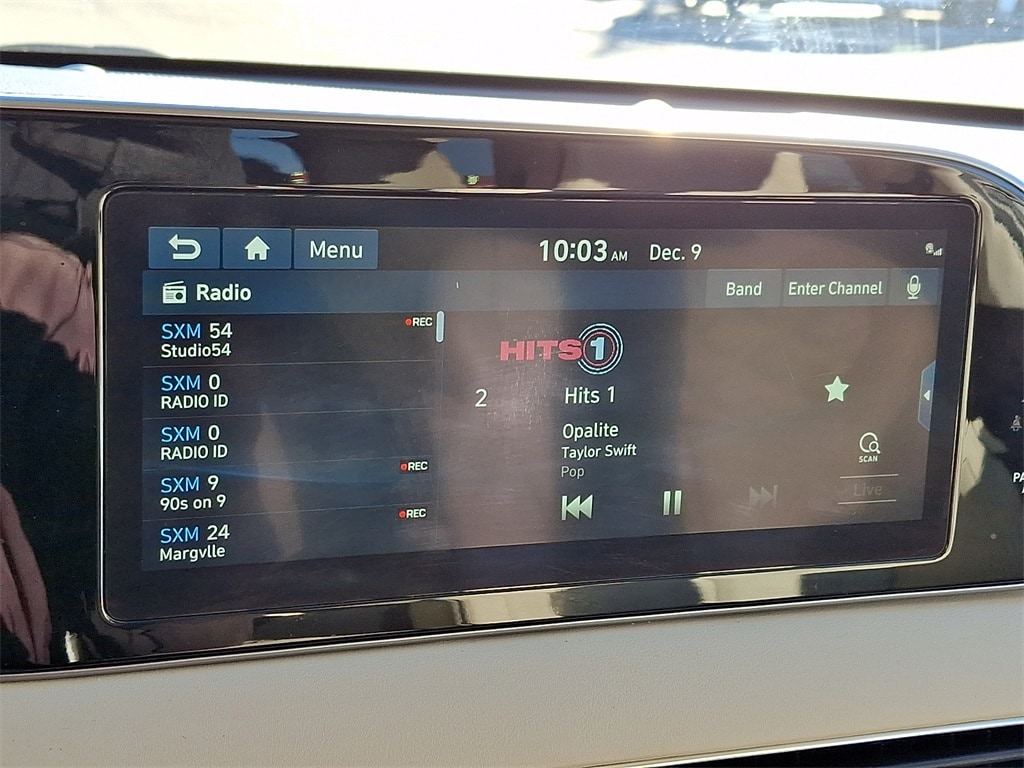 Menu
10:03 AM Dec. 9
Radio
Band
Enter Channel
SXM 54
REC
Studio54
SXM 0
RADIO ID
SXM 0
RADIO ID
SXM 9
REC
90s on 9
SXM 24
REC
Margvlle
HITS 1
2
Hits 1
Opalite
Taylor Swift
Pop
SCAN
Live